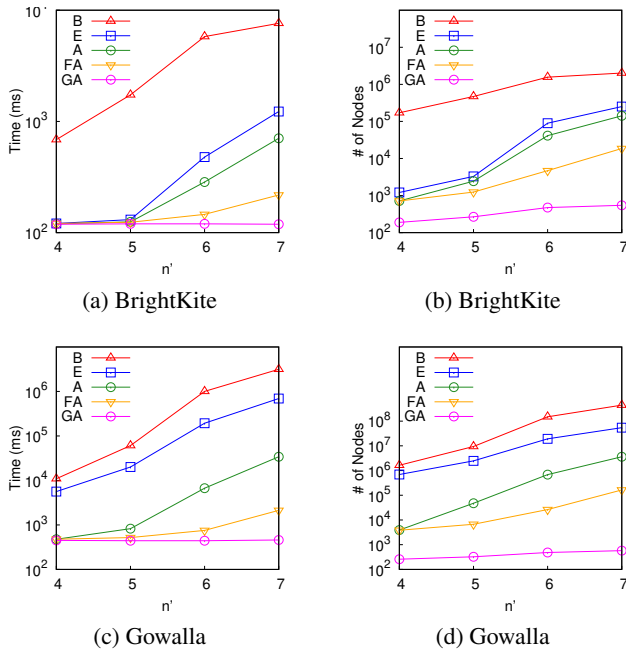 B
E
A
FA
GA
Time (ms)
10³
10²
4 5 6 7
n'
(a) BrightKite
B
E
A
FA
GA
# of Nodes
10⁷
10⁶
10⁵
10⁴
10³
10²
4 5 6 7
n'
(b) BrightKite
B
E
A
FA
GA
Time (ms)
10⁶
10⁵
10⁴
10³
10²
4 5 6 7
n'
(c) Gowalla
B
E
A
FA
GA
# of Nodes
10⁸
10⁷
10⁶
10⁵
10⁴
10³
10²
4 5 6 7
n'
(d) Gowalla